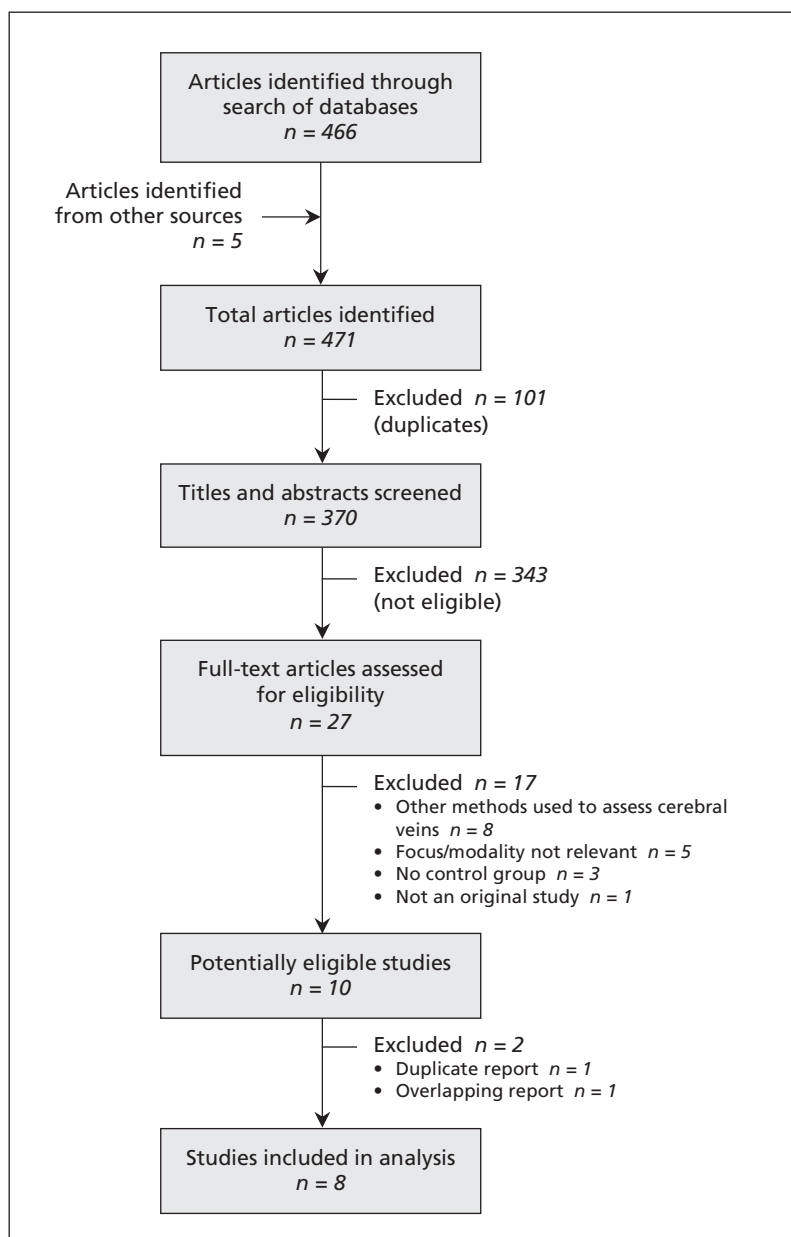 Articles identified through
search of databases
n = 466
Articles identified
from other sources
n = 5
Total articles identified
n = 471
Excluded n = 101
(duplicates)
Titles and abstracts screened
n = 370
Excluded n = 343
(not eligible)
Full-text articles assessed
for eligibility
n = 27
Excluded n = 17
• Other methods used to assess cerebral
veins n = 8
• Focus/modality not relevant n = 5
• No control group n = 3
• Not an original study n = 1
Potentially eligible studies
n = 10
Excluded n = 2
• Duplicate report n = 1
• Overlapping report n = 1
Studies included in analysis
n = 8